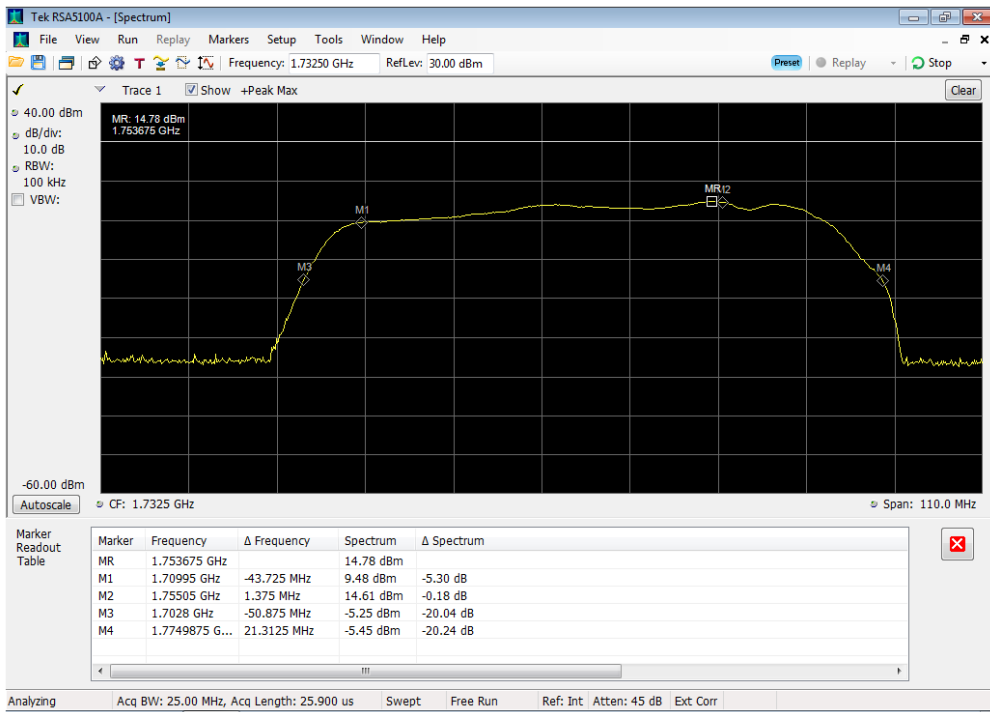 Tek RSA5100A - [Spectrum]
File View Run Replay Markers Setup Tools Window Help
T Frequency: 1.73250 GHz RefLev: 30.00 dBm Preset Replay Stop
Trace 1 Show +Peak Max Clear
40.00 dBm
dB/div:
10.0 dB
RBW:
100 kHz
VBW:
MR: 14.78 dBm
1.753675 GHz
M1
MR
M3
M4
-60.00 dBm
Autoscale CF: 1.7325 GHz Span: 110.0 MHz
Marker
Readout
Table
Marker Frequency Δ Frequency Spectrum Δ Spectrum
MR 1.753675 GHz 14.78 dBm
M1 1.70995 GHz -43.725 MHz 9.48 dBm -5.30 dB
M2 1.75505 GHz 1.375 MHz 14.61 dBm -0.18 dB
M3 1.7028 GHz -50.875 MHz -5.25 dBm -20.04 dB
M4 1.7749875 G... 21.3125 MHz -5.45 dBm -20.24 dB
Analyzing Acq BW: 25.00 MHz, Acq Length: 25.900 us Swept Free Run Ref: Int Atten: 45 dB Ext Corr